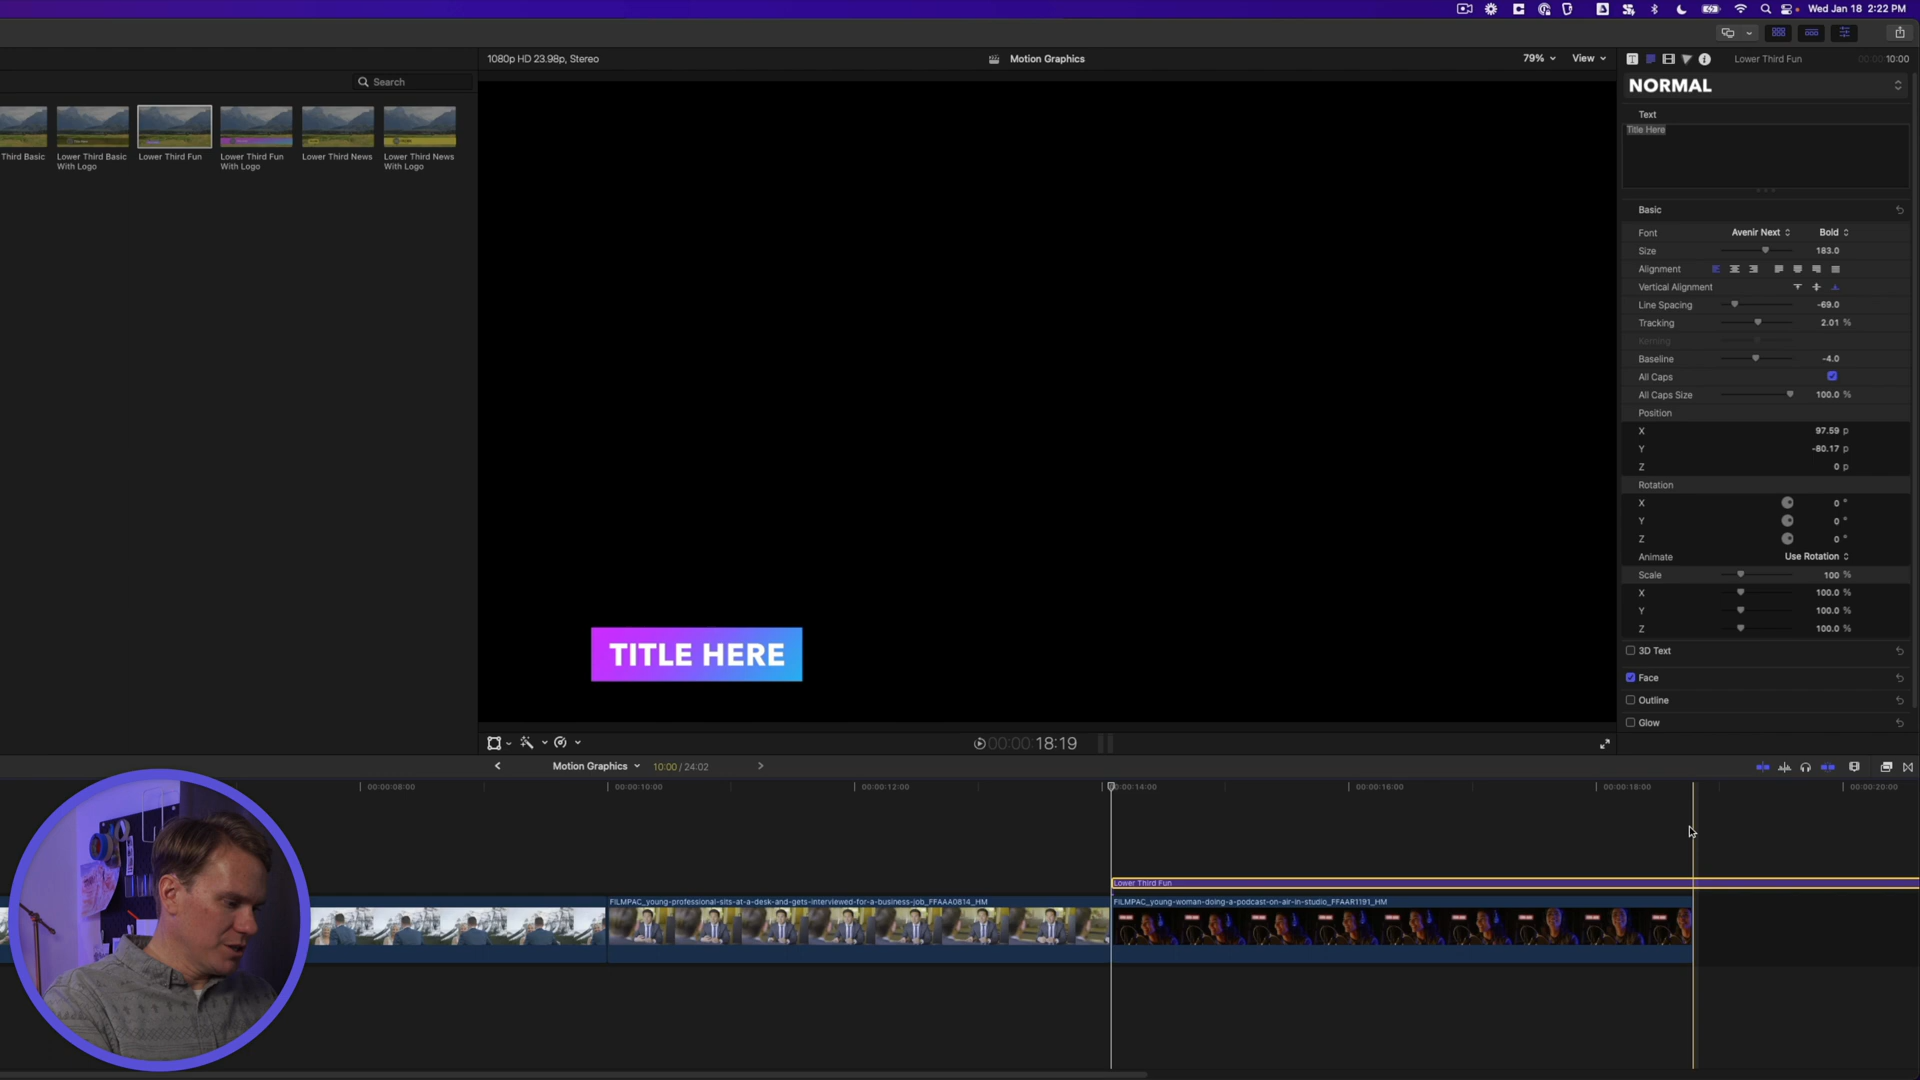 Wed Jan 18 2:22 PM
1080p HD 23.98p, Stereo
Motion Graphics
79%
View
Lower Third Fun
10:00
Search
NORMAL
Text
Title Here
Third Basic
Lower Third Basic
With Logo
Lower Third Fun
Lower Third Fun
With Logo
Lower Third News
Lower Third News
With Logo
Basic
Font
Avenir Next
Bold
Size
183.0
Alignment
Vertical Alignment
Line Spacing
-69.0
Tracking
2.01 %
Kerning
Baseline
-4.0
All Caps
All Caps Size
100.0 %
Position
X
97.59 p
Y
-80.17 p
Z
0 p
Rotation
X
0 °
Y
0 °
Z
0 °
Animate
Use Rotation
Scale
100 %
X
100.0 %
Y
100.0 %
Z
100.0 %
3D Text
Face
Outline
Glow
TITLE HERE
00:00:18:19
Motion Graphics
10:00 / 24:02
00:00:08:00
00:00:10:00
00:00:12:00
00:00:14:00
00:00:16:00
00:00:18:00
00:00:20:00
Lower Third Fun
FILMPAC_young-professional-sits-at-a-desk-and-gets-interviewed-for-a-business-job_FFAAA0814_HM
FILMPAC_young-woman-doing-a-podcast-on-air-in-studio_FFAAR1191_HM